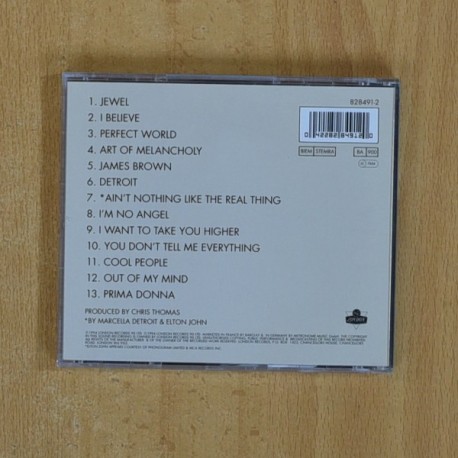 828491-2
1. JEWEL
2. I BELIEVE
3. PERFECT WORLD
4. ART OF MELANCHOLY
5. JAMES BROWN
6. DETROIT
7. *AIN'T NOTHING LIKE THE REAL THING
8. I'M NO ANGEL
9. I WANT TO TAKE YOU HIGHER
10. YOU DON'T TELL ME EVERYTHING
11. COOL PEOPLE
12. OUT OF MY MIND
13. PRIMA DONNA
BIEM STEMRA
PRODUCED BY CHRIS THOMAS
*BY MARCELLA DETROIT & ELTON JOHN